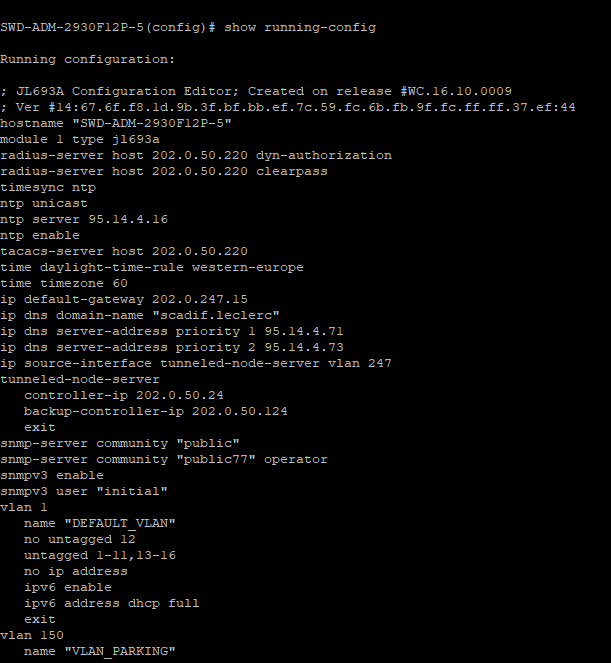 SWD-ADM-2930F12P-5(config)# show running-config
Running configuration:
; JL693A Configuration Editor; Created on release #WC.16.10.0009
; Ver #14:67.6f.f8.1d.9b.3f.bf.bb.ef.7c.59.fc.6b.fb.9f.fc.ff.ff.37.ef:44
hostname "SWD-ADM-2930F12P-5"
module 1 type jl693a
radius-server host 202.0.50.220 dyn-authorization
radius-server host 202.0.50.220 clearpass
timesync ntp
ntp unicast
ntp server 95.14.4.16
ntp enable
tacacs-server host 202.0.50.220
time daylight-time-rule western-europe
time timezone 60
ip default-gateway 202.0.247.15
ip dns domain-name "scadif.leclerc"
ip dns server-address priority 1 95.14.4.71
ip dns server-address priority 2 95.14.4.73
ip source-interface tunneled-node-server vlan 247
tunneled-node-server
   controller-ip 202.0.50.24
   backup-controller-ip 202.0.50.124
   exit
snmp-server community "public"
snmp-server community "public77" operator
snmpv3 enable
snmpv3 user "initial"
vlan 1
   name "DEFAULT_VLAN"
   no untagged 12
   untagged 1-11,13-16
   no ip address
   ipv6 enable
   ipv6 address dhcp full
   exit
vlan 150
   name "VLAN_PARKING"